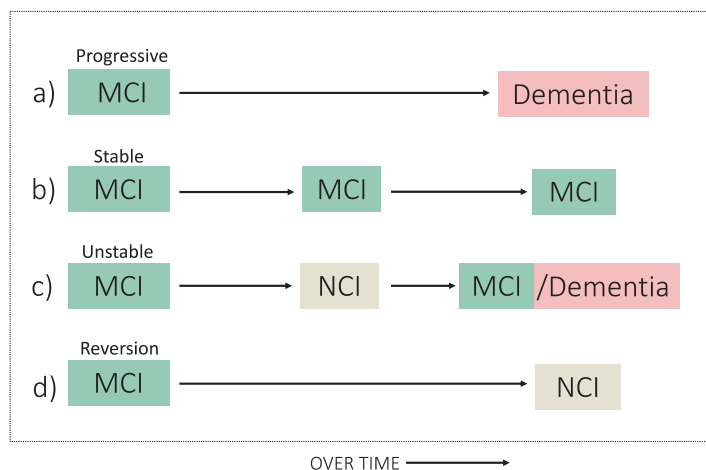 Progressive
a) MCI Dementia
Stable
b) MCI MCI MCI
Unstable
c) MCI NCI MCI /Dementia
Reversion
d) MCI NCI
OVER TIME